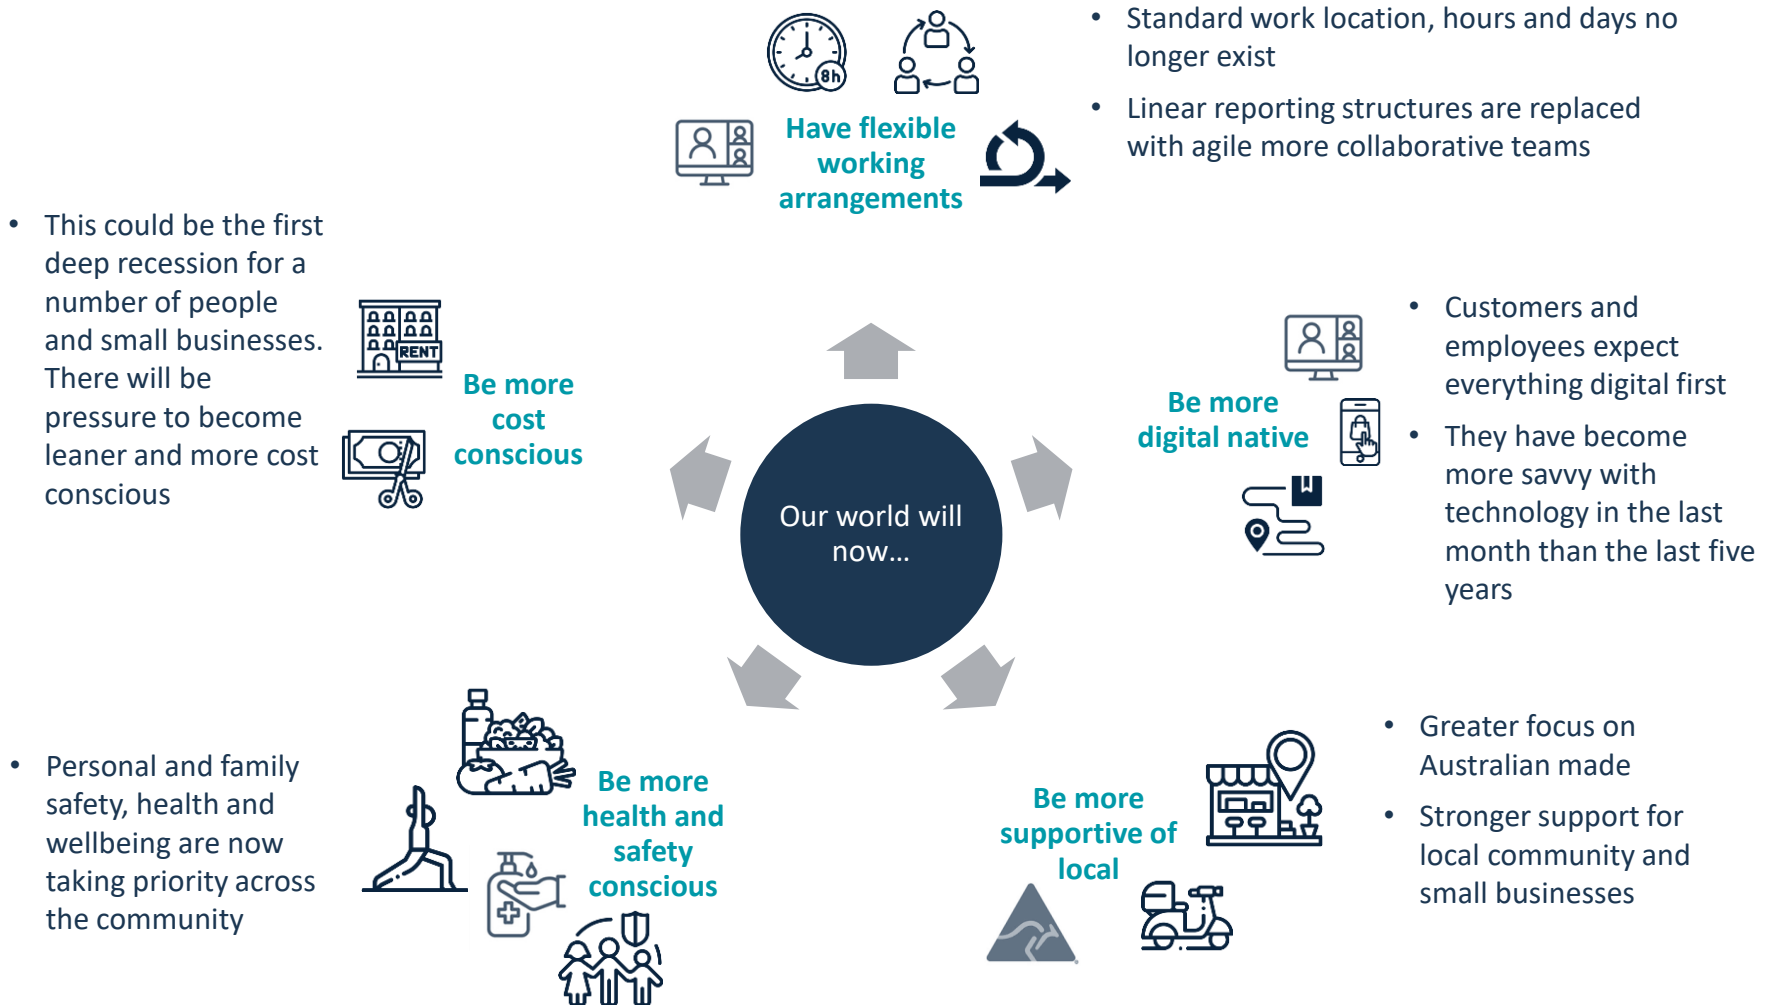 8h
Have flexible
working
arrangements
• Standard work location, hours and days no
longer exist
• Linear reporting structures are replaced
with agile more collaborative teams
• This could be the first
deep recession for a
number of people
and small businesses.
There will be
pressure to become
leaner and more cost
conscious
RENT
Be more
cost
conscious
Be more
digital native
• Customers and
employees expect
everything digital first
• They have become
more savvy with
technology in the last
month than the last five
years
Our world will
now...
• Personal and family
safety, health and
wellbeing are now
taking priority across
the community
Be more
health and
safety
conscious
Be more
supportive of
local
• Greater focus on
Australian made
• Stronger support for
local community and
small businesses